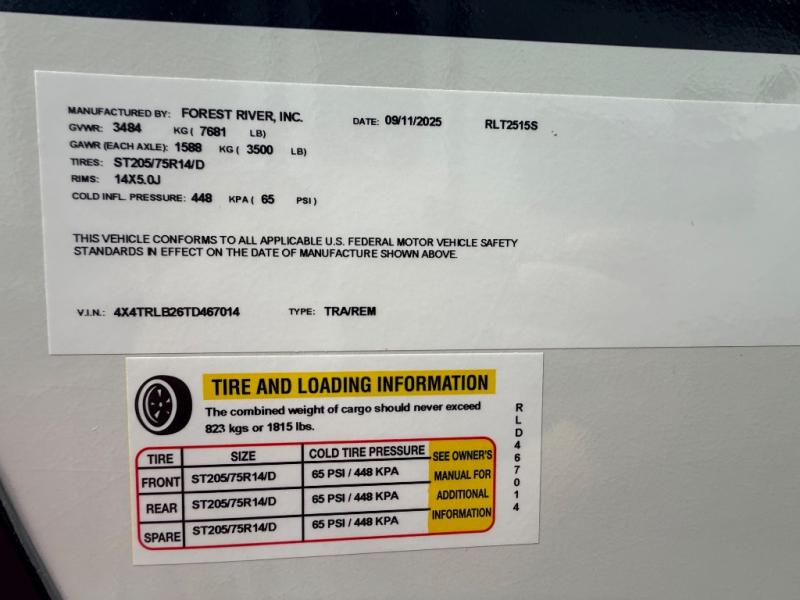 MANUFACTURED BY: FOREST RIVER, INC. DATE: 09/11/2025 RLT2515S
GVWR: 3484 KG ( 7681 LB)
GAWR (EACH AXLE): 1588 KG ( 3500 LB)
TIRES: ST205/75R14/D
RIMS: 14X5.0J
COLD INFL. PRESSURE: 448 KPA ( 65 PSI )
THIS VEHICLE CONFORMS TO ALL APPLICABLE U.S. FEDERAL MOTOR VEHICLE SAFETY
STANDARDS IN EFFECT ON THE DATE OF MANUFACTURE SHOWN ABOVE.
V.I.N.: 4X4TRLB26TD467014 TYPE: TRA/REM
TIRE AND LOADING INFORMATION
The combined weight of cargo should never exceed
823 kgs or 1815 lbs.
TIRE SIZE COLD TIRE PRESSURE
FRONT ST205/75R14/D 65 PSI / 448 KPA
REAR ST205/75R14/D 65 PSI / 448 KPA
SPARE ST205/75R14/D 65 PSI / 448 KPA
SEE OWNER'S
MANUAL FOR
ADDITIONAL
INFORMATION
RLD467014